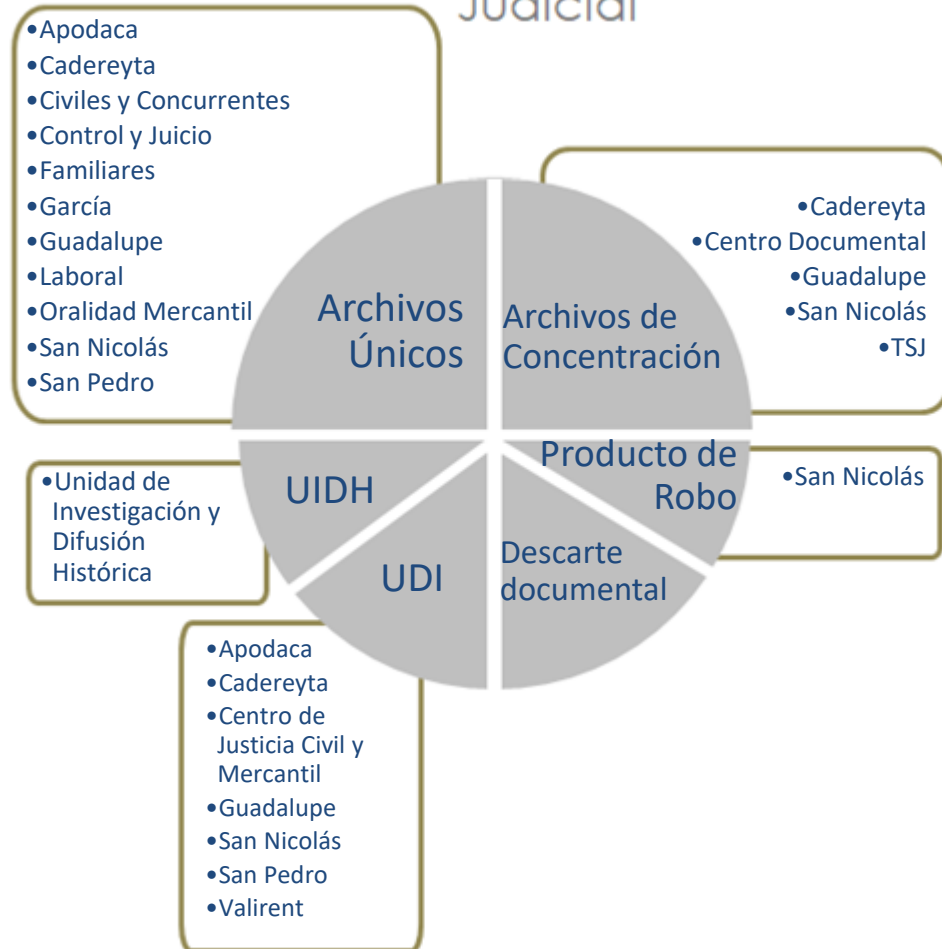 Judicial
•Apodaca
•Cadereyta
•Civiles y Concurrentes
•Control y Juicio
•Familiares
•García
•Guadalupe
•Laboral
•Oralidad Mercantil
•San Nicolás
•San Pedro
•Cadereyta
•Centro Documental
•Guadalupe
•San Nicolás
•TSJ
Archivos
Únicos
Archivos de
Concentración
•Unidad de
Investigación y
Difusión
Histórica
UIDH
Producto de
Robo
•San Nicolás
UDI
Descarte
documental
•Apodaca
•Cadereyta
•Centro de
Justicia Civil y
Mercantil
•Guadalupe
•San Nicolás
•San Pedro
•Valirent